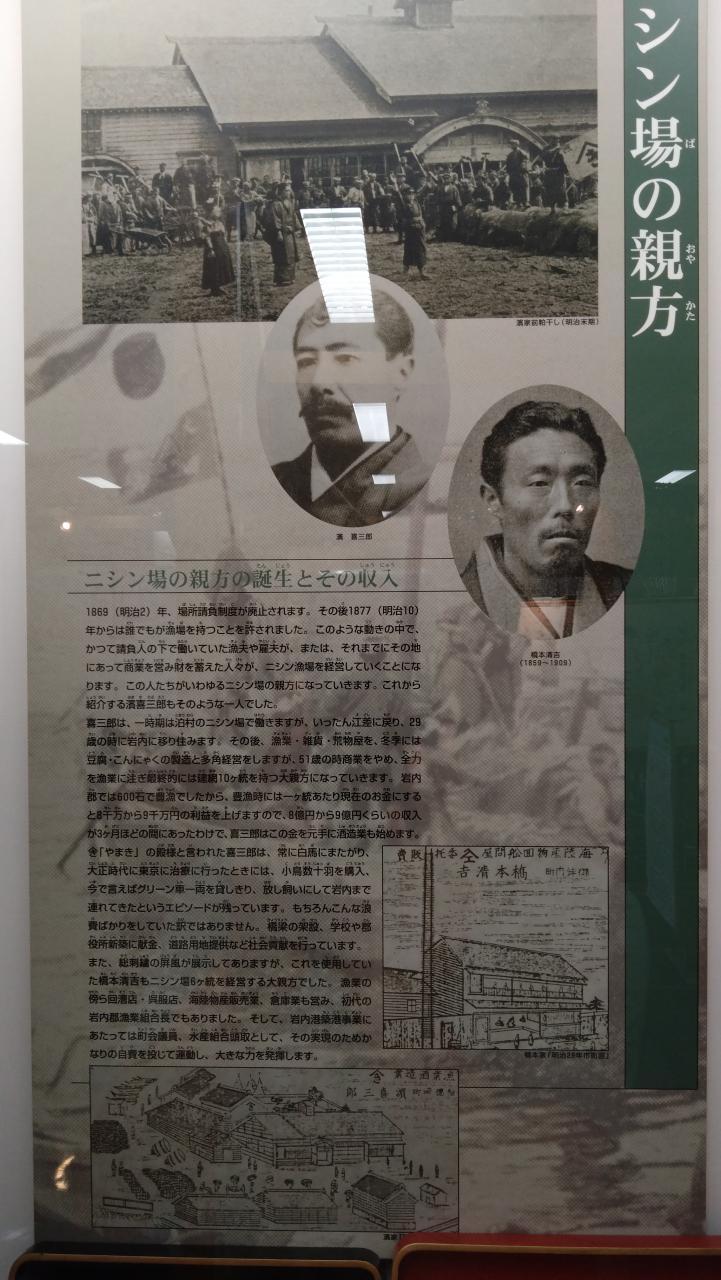 シン場の親方
濱家前粕干し(明治末期)
濱 喜三郎
橋本清吉
(1859〜1909)
ニシン場の親方の誕生とその収入
1869(明治2)年、場所請負制度が廃止されます。その後1877(明治10)
年からは誰でもが漁場を持つことを許されました。このような動きの中で、
かつて請負人の下で働いていた漁夫や雇夫が、または、それまでにその地
にあって商業を営み財を蓄えた人々が、ニシン漁場を経営していくことにな
ります。この人たちがいわゆるニシン場の親方になっていきます。これから
紹介する濱喜三郎もそのような一人でした。
喜三郎は、一時期は泊村のニシン場で働きますが、いったん江差に戻り、29
歳の時に岩内に移り住みます。その後、漁業・雑貨・荒物屋を、冬季には
豆腐・こんにゃくの製造と多角経営をしますが、51歳の時商業をやめ、全力
を漁業に注ぎ最終的には建網10ヶ統を持つ大親方になっていきます。岩内
郡では600石で豊漁でしたから、豊漁時には一ヶ統あたり現在のお金にする
と8千万から9千万円の利益を上げますので、8億円から9億円くらいの収入
が3ヶ月ほどの間にあったわけで、喜三郎はこの金を元手に酒造業も始めます。
「やまき」の殿様と言われた喜三郎は、常に白馬にまたがり、
大正時代に東京に治療に行ったときには、小鳥数十羽を購入、
今で言えばグリーン車一両を貸しきり、放し飼いにして岩内まで
連れてきたというエピソードが残っています。もちろんこんな浪
費ばかりをしていた訳ではありません。橋梁の架設、学校や郡
役所新築に献金、道路用地提供など社会貢献を行っています。
また、総刺繍の屏風が展示してありますが、これを使用してい
た橋本清吉もニシン場6ヶ統を経営する大親方でした。漁業の
傍ら回漕店・呉服店、海陸物産販売業、倉庫業も営み、初代の
岩内郡漁業組合長でもありました。そして、岩内港築港事業に
あたっては町会議員、水産組合頭取として、その実現のためか
なりの自費を投じて運動し、大きな力を発揮します。
海陸産物回船問屋 委托販賣
橋本清吉
橋本家「明治28年市街図」
濱喜三郎
濱家